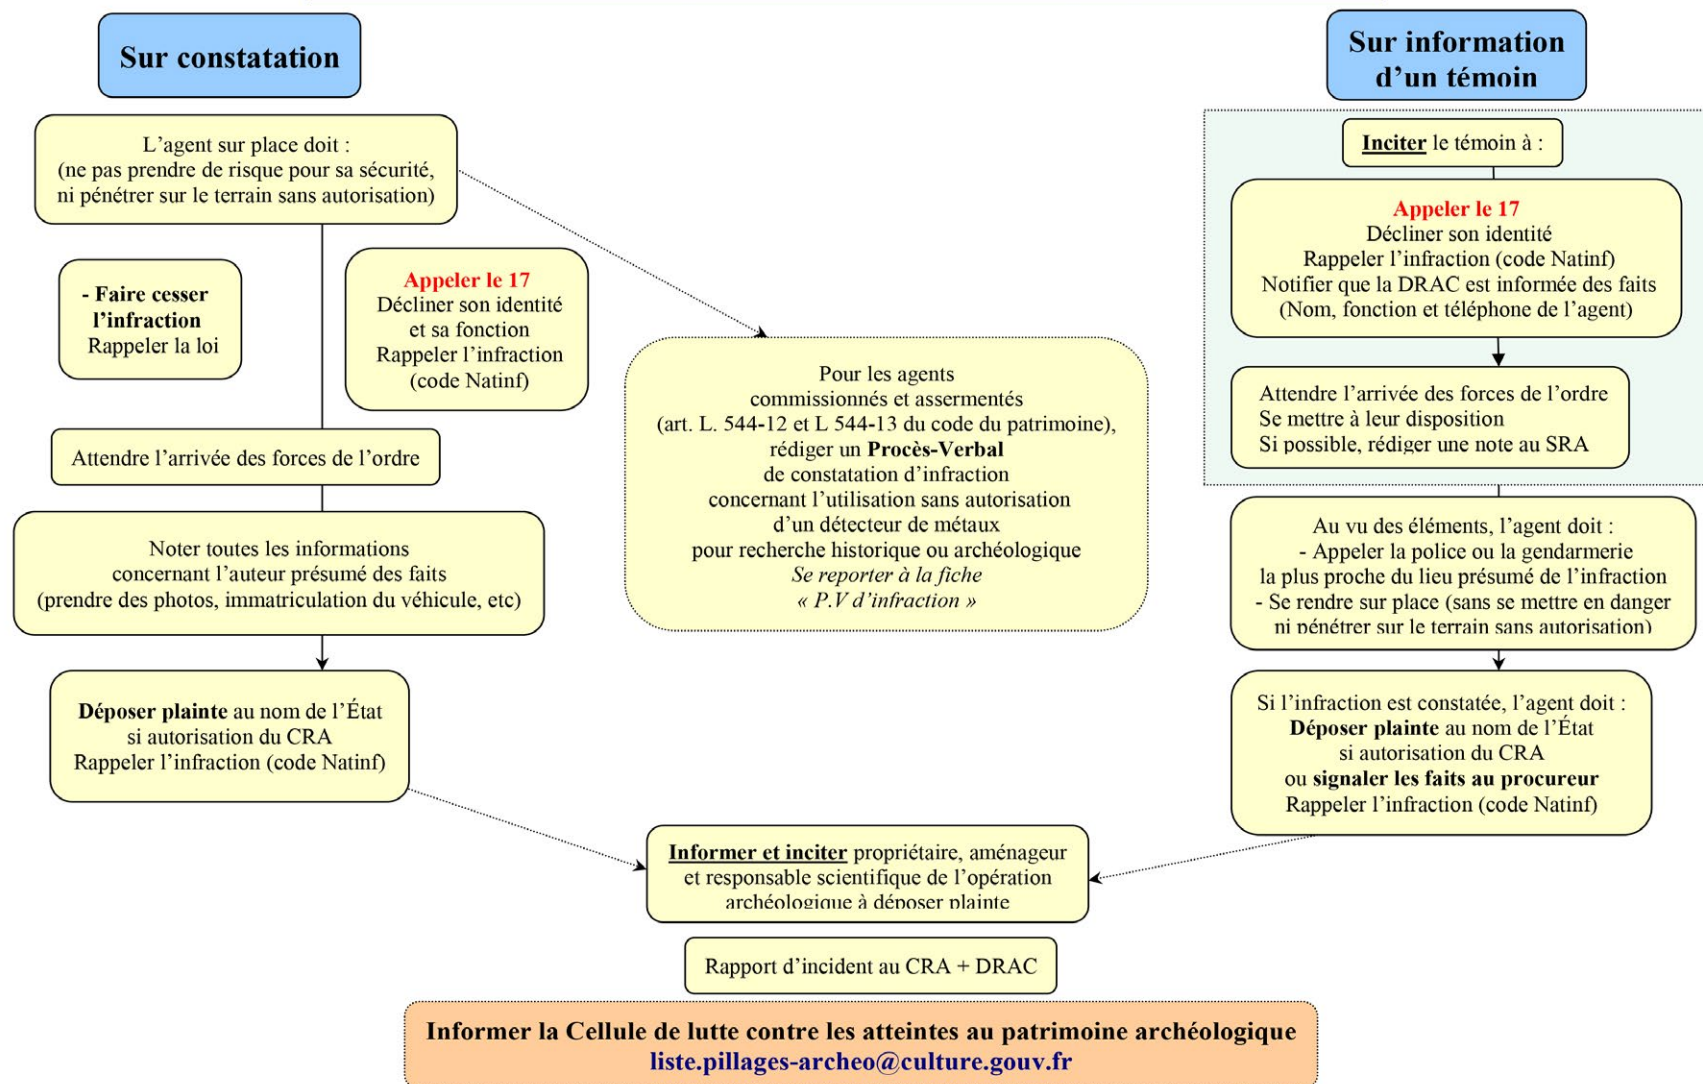 Sur constatation
L’agent sur place doit :
(ne pas prendre de risque pour sa sécurité,
ni pénétrer sur le terrain sans autorisation)
- Faire cesser
l’infraction
Rappeler la loi
Appeler le 17
Décliner son identité
et sa fonction
Rappeler l’infraction
(code Natinf)
Attendre l’arrivée des forces de l’ordre
Noter toutes les informations
concernant l’auteur présumé des faits
(prendre des photos, immatriculation du véhicule, etc)
Déposer plainte au nom de l’État
si autorisation du CRA
Rappeler l’infraction (code Natinf)
Pour les agents
commissionnés et assermentés
(art. L. 544-12 et L 544-13 du code du patrimoine),
rédiger un Procès-Verbal
de constatation d’infraction
concernant l’utilisation sans autorisation
d’un détecteur de métaux
pour recherche historique ou archéologique
Se reporter à la fiche
« P.V d’infraction »
Sur information
d’un témoin
Inciter le témoin à :
Appeler le 17
Décliner son identité
Rappeler l’infraction (code Natinf)
Notifier que la DRAC est informée des faits
(Nom, fonction et téléphone de l’agent)
Attendre l’arrivée des forces de l’ordre
Se mettre à leur disposition
Si possible, rédiger une note au SRA
Au vu des éléments, l’agent doit :
- Appeler la police ou la gendarmerie
la plus proche du lieu présumé de l’infraction
- Se rendre sur place (sans se mettre en danger
ni pénétrer sur le terrain sans autorisation)
Si l’infraction est constatée, l’agent doit :
Déposer plainte au nom de l’État
si autorisation du CRA
ou signaler les faits au procureur
Rappeler l’infraction (code Natinf)
Informer et inciter propriétaire, aménageur
et responsable scientifique de l’opération
archéologique à déposer plainte
Rapport d’incident au CRA + DRAC
Informer la Cellule de lutte contre les atteintes au patrimoine archéologique
liste.pillages-archeo@culture.gouv.fr